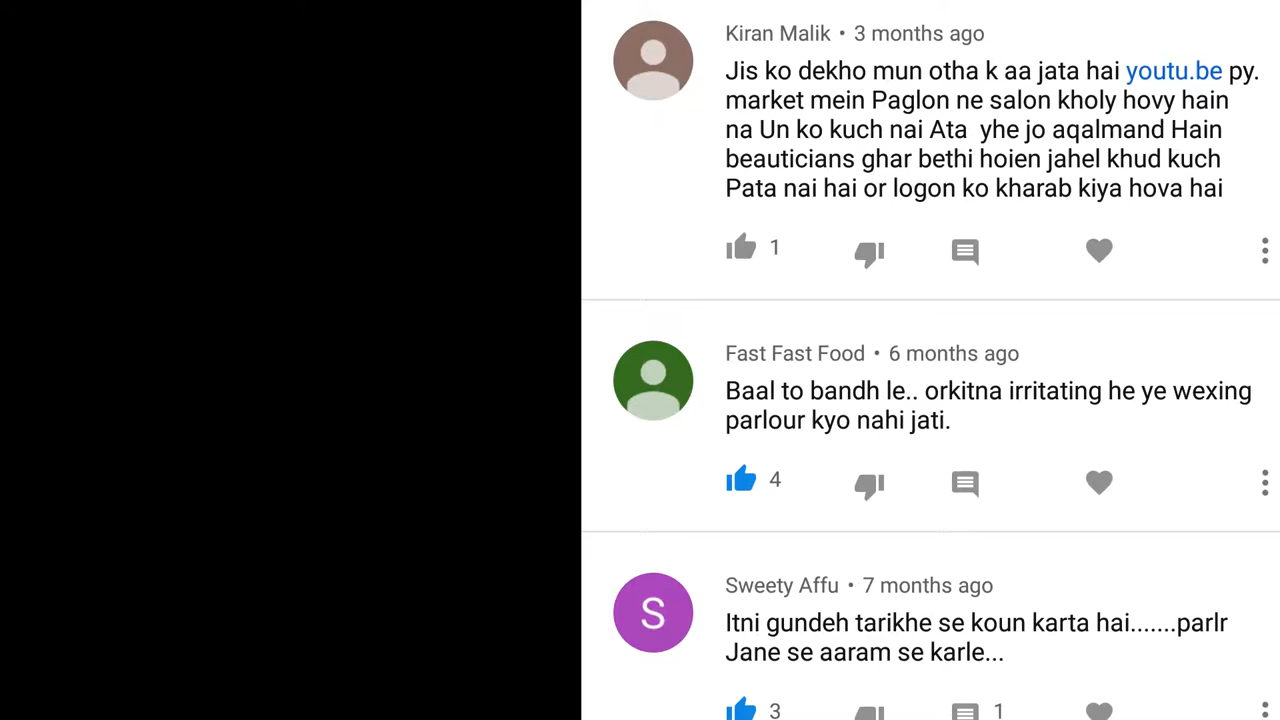 Kiran Malik • 3 months ago
Jis ko dekho mun otha k aa jata hai youtu.be py.
market mein Paglon ne salon kholy hovy hain
na Un ko kuch nai Ata  yhe jo aqalmand Hain
beauticians ghar bethi hoien jahel khud kuch
Pata nai hai or logon ko kharab kiya hova hai
1
Fast Fast Food • 6 months ago
Baal to bandh le.. orkitna irritating he ye wexing
parlour kyo nahi jati.
4
S
Sweety Affu • 7 months ago
Itni gundeh tarikhe se koun karta hai.......parlr
Jane se aaram se karle...
3 1